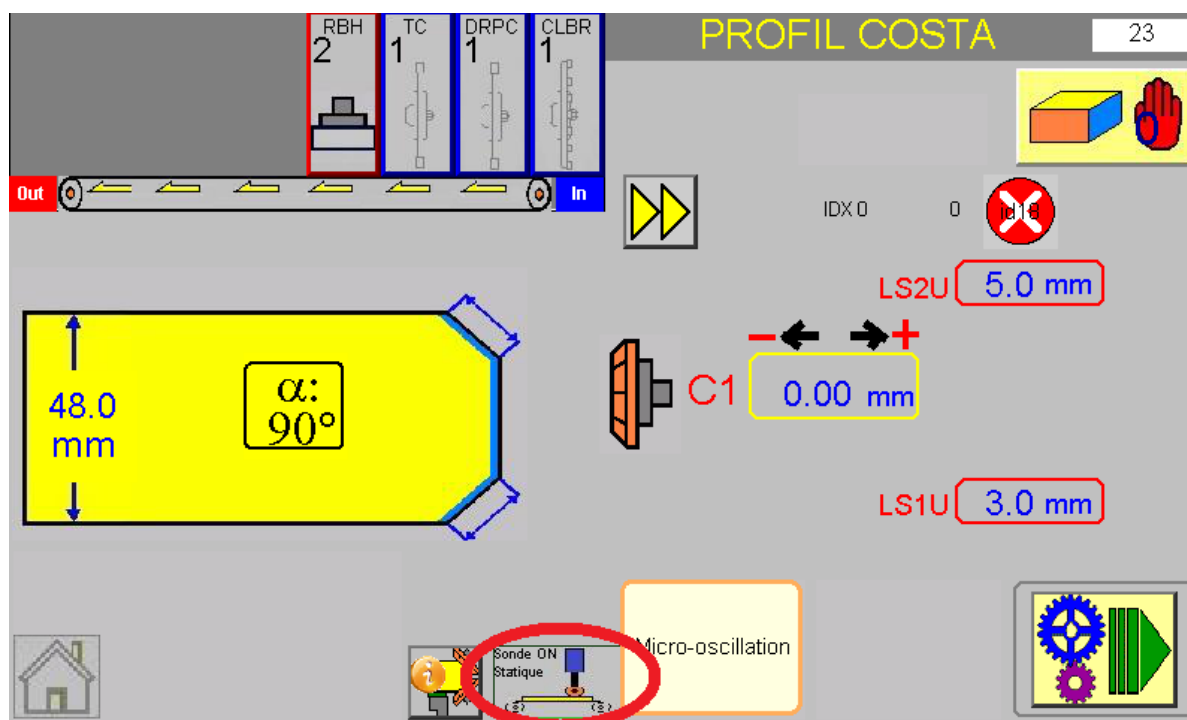 RBH
2
TC
1
DRPC
1
CLBR
1
PROFIL COSTA
23
Out
In
IDX 0
0
id18
LS2U
5.0 mm
48.0
mm
α:
90°
C1
− +
0.00 mm
LS1U
3.0 mm
i
Sonde ON
Statique
Micro-oscillation